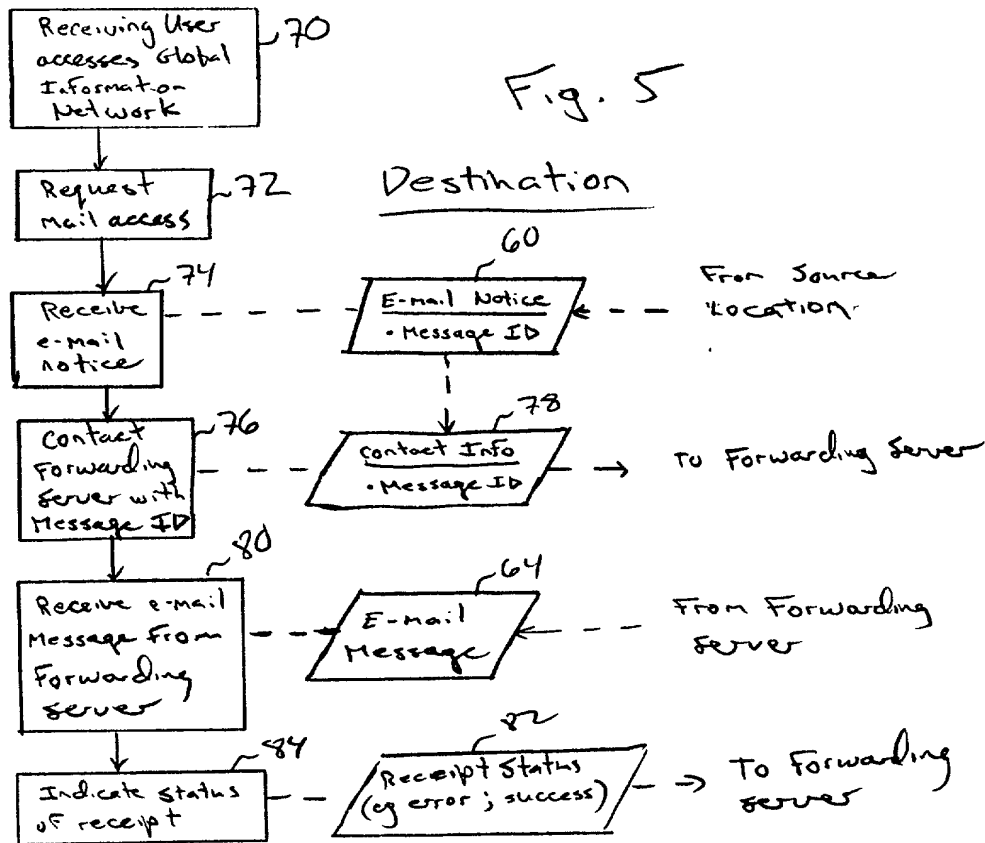 Receiving User
accesses Global
Information
Network
70
Fig. 5
Request
Mail access
72
Destination
60
74
Receive
e-mail
notice
E-mail Notice
• Message ID
From Source
Location.
76
Contact
Forwarding
Server with
Message ID
78
Contact Info
• Message ID
To Forwarding Server
80
Receive e-mail
Message From
Forwarding
Server
64
E-mail
Message
From Forwarding
Server
84
Indicate Status
of receipt
82
Receipt Status
(eg error ; success)
To Forwarding
Server